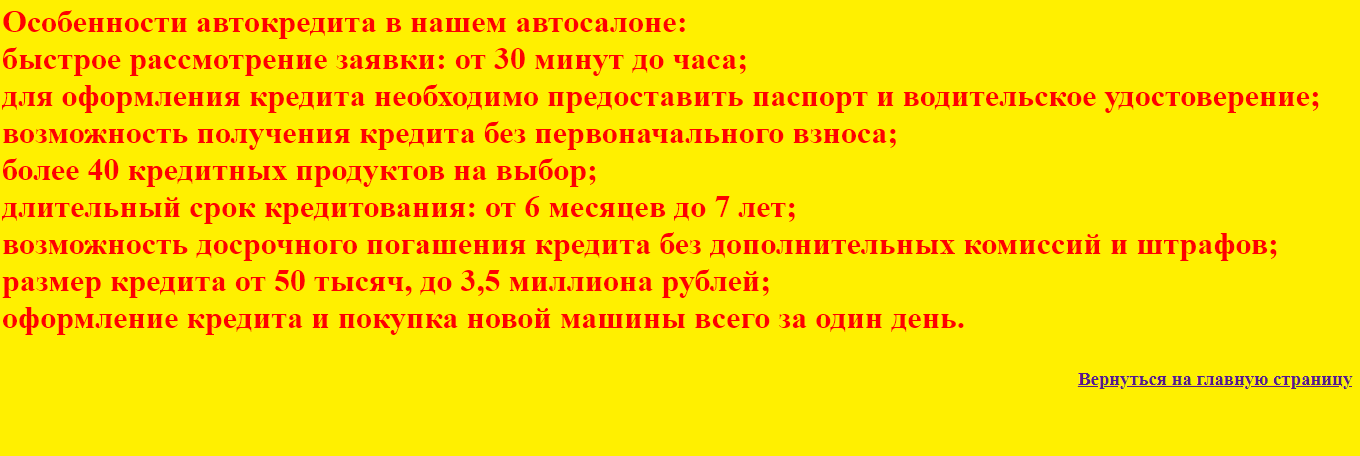 Особенности автокредита в нашем автосалоне:
быстрое рассмотрение заявки: от 30 минут до часа;
для оформления кредита необходимо предоставить паспорт и водительское удостоверение;
возможность получения кредита без первоначального взноса;
более 40 кредитных продуктов на выбор;
длительный срок кредитования: от 6 месяцев до 7 лет;
возможность досрочного погашения кредита без дополнительных комиссий и штрафов;
размер кредита от 50 тысяч, до 3,5 миллиона рублей;
оформление кредита и покупка новой машины всего за один день.
Вернуться на главную страницу